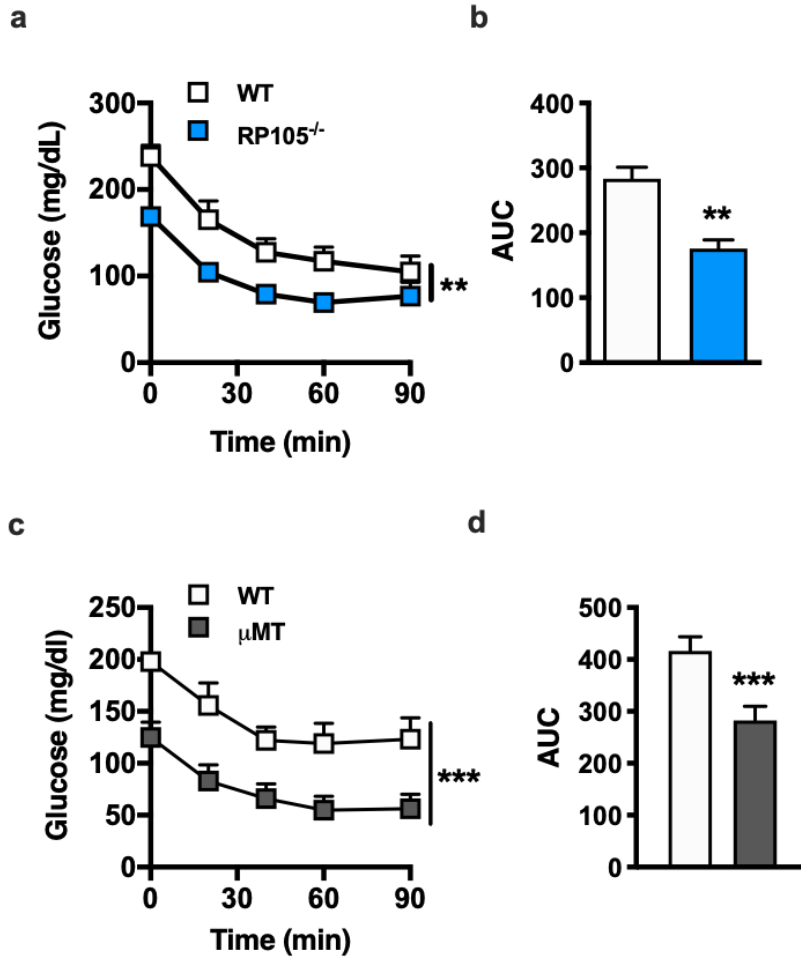 a
WT
RP105-/-
Glucose (mg/dL)
300
200
100
0
0 30 60 90
Time (min)
**
b
AUC
400
300
200
100
0
**
c
WT
μMT
Glucose (mg/dl)
250
200
150
100
50
0
0 30 60 90
Time (min)
***
d
AUC
500
400
300
200
100
0
***